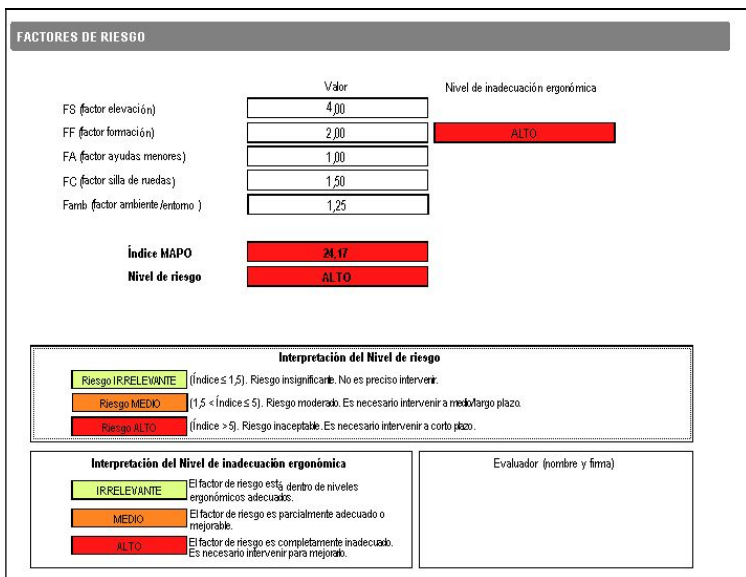 FACTORES DE RIESGO
Valor Nivel de inadecuación ergonómica
FS (factor elevación) 4,00
FF (factor formación) 2,00 ALTO
FA (factor ayudas menores) 1,00
FC (factor silla de ruedas) 1,50
Famb (factor ambiente/entorno ) 1,25
Índice MAPO 24,17
Nivel de riesgo ALTO
Interpretación del Nivel de riesgo
Riesgo IRRELEVANTE (Índice ≤ 1,5). Riesgo insignificante. No es preciso intervenir.
Riesgo MEDIO (1,5 < Índice ≤ 5). Riesgo moderado. Es necesario intervenir a medio/largo plazo.
Riesgo ALTO (Índice > 5). Riesgo inaceptable. Es necesario intervenir a corto plazo.
Interpretación del Nivel de inadecuación ergonómica
IRRELEVANTE El factor de riesgo está dentro de niveles
ergonómicos adecuados.
MEDIO El factor de riesgo es parcialmente adecuado o
mejorable.
ALTO El factor de riesgo es completamente inadecuado.
Es necesario intervenir para mejorarlo.
Evaluador (nombre y firma)